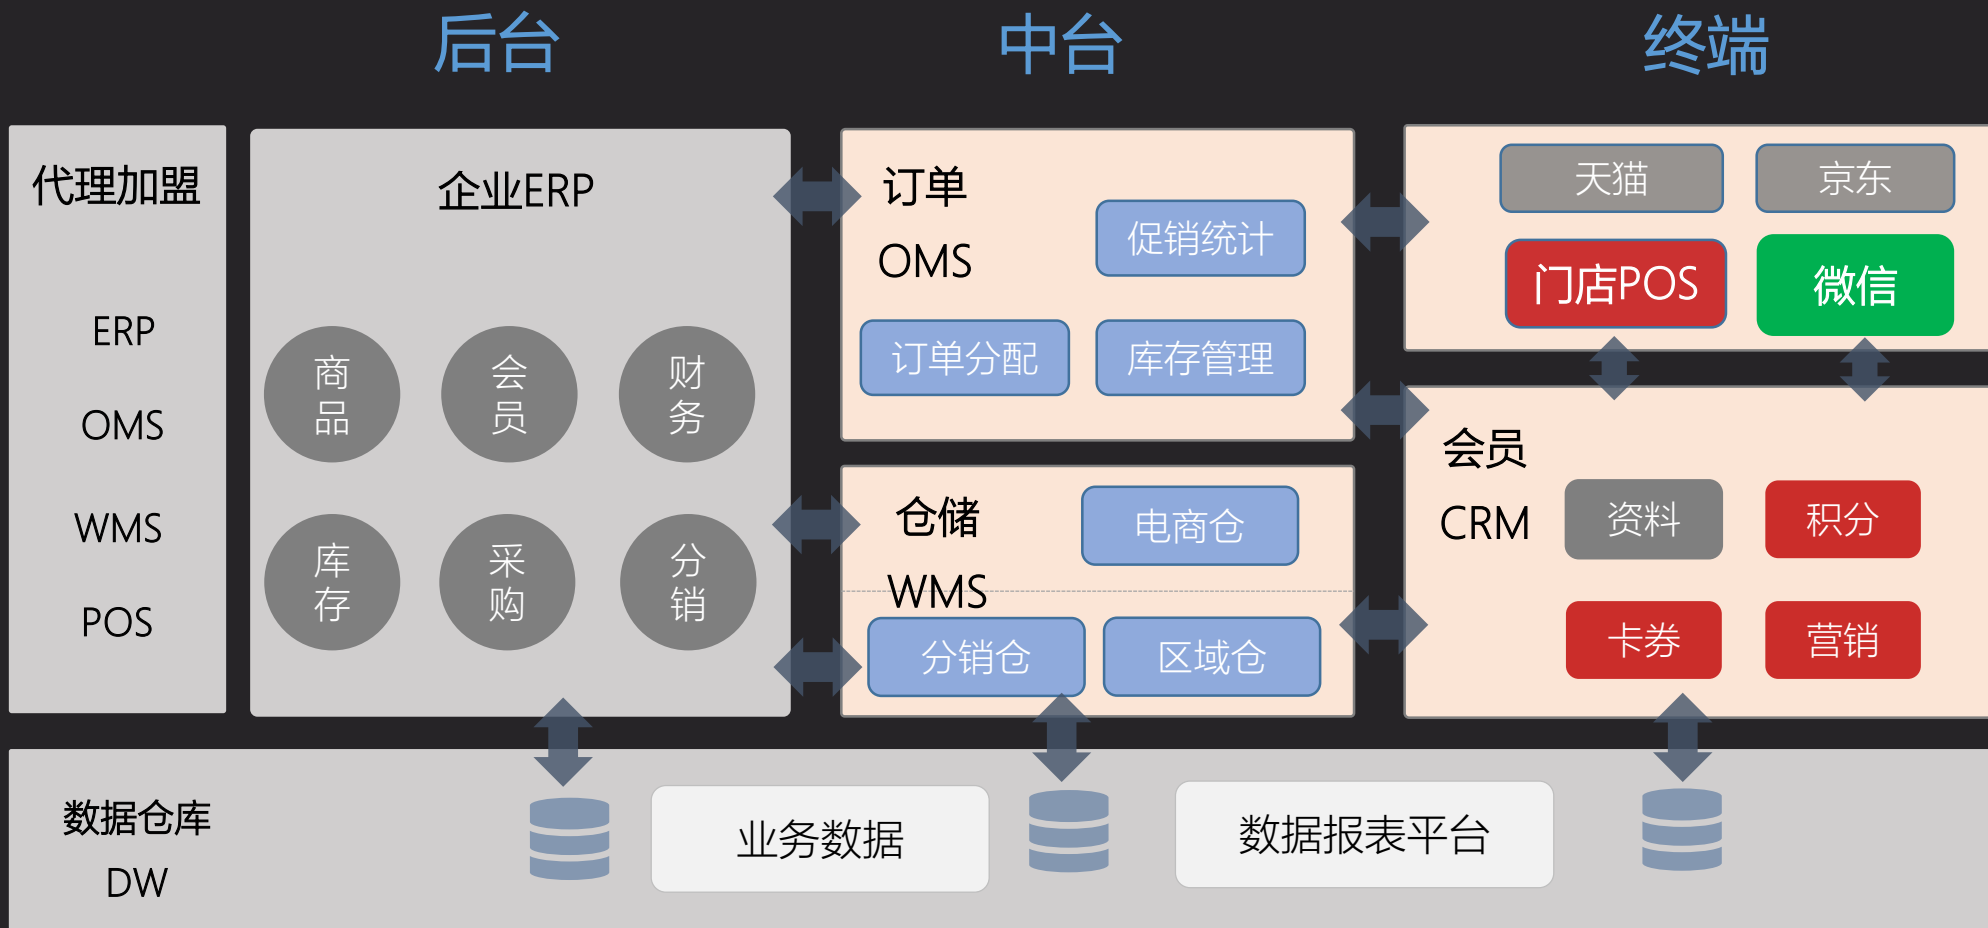 后台
中台
终端
代理加盟
ERP
OMS
WMS
POS
企业ERP
商
品
会
员
财
务
库
存
采
购
分
销
订单
OMS
促销统计
订单分配
库存管理
仓储
WMS
电商仓
分销仓
区域仓
天猫
京东
门店POS
微信
会员
CRM
资料
积分
卡券
营销
数据仓库
DW
业务数据
数据报表平台